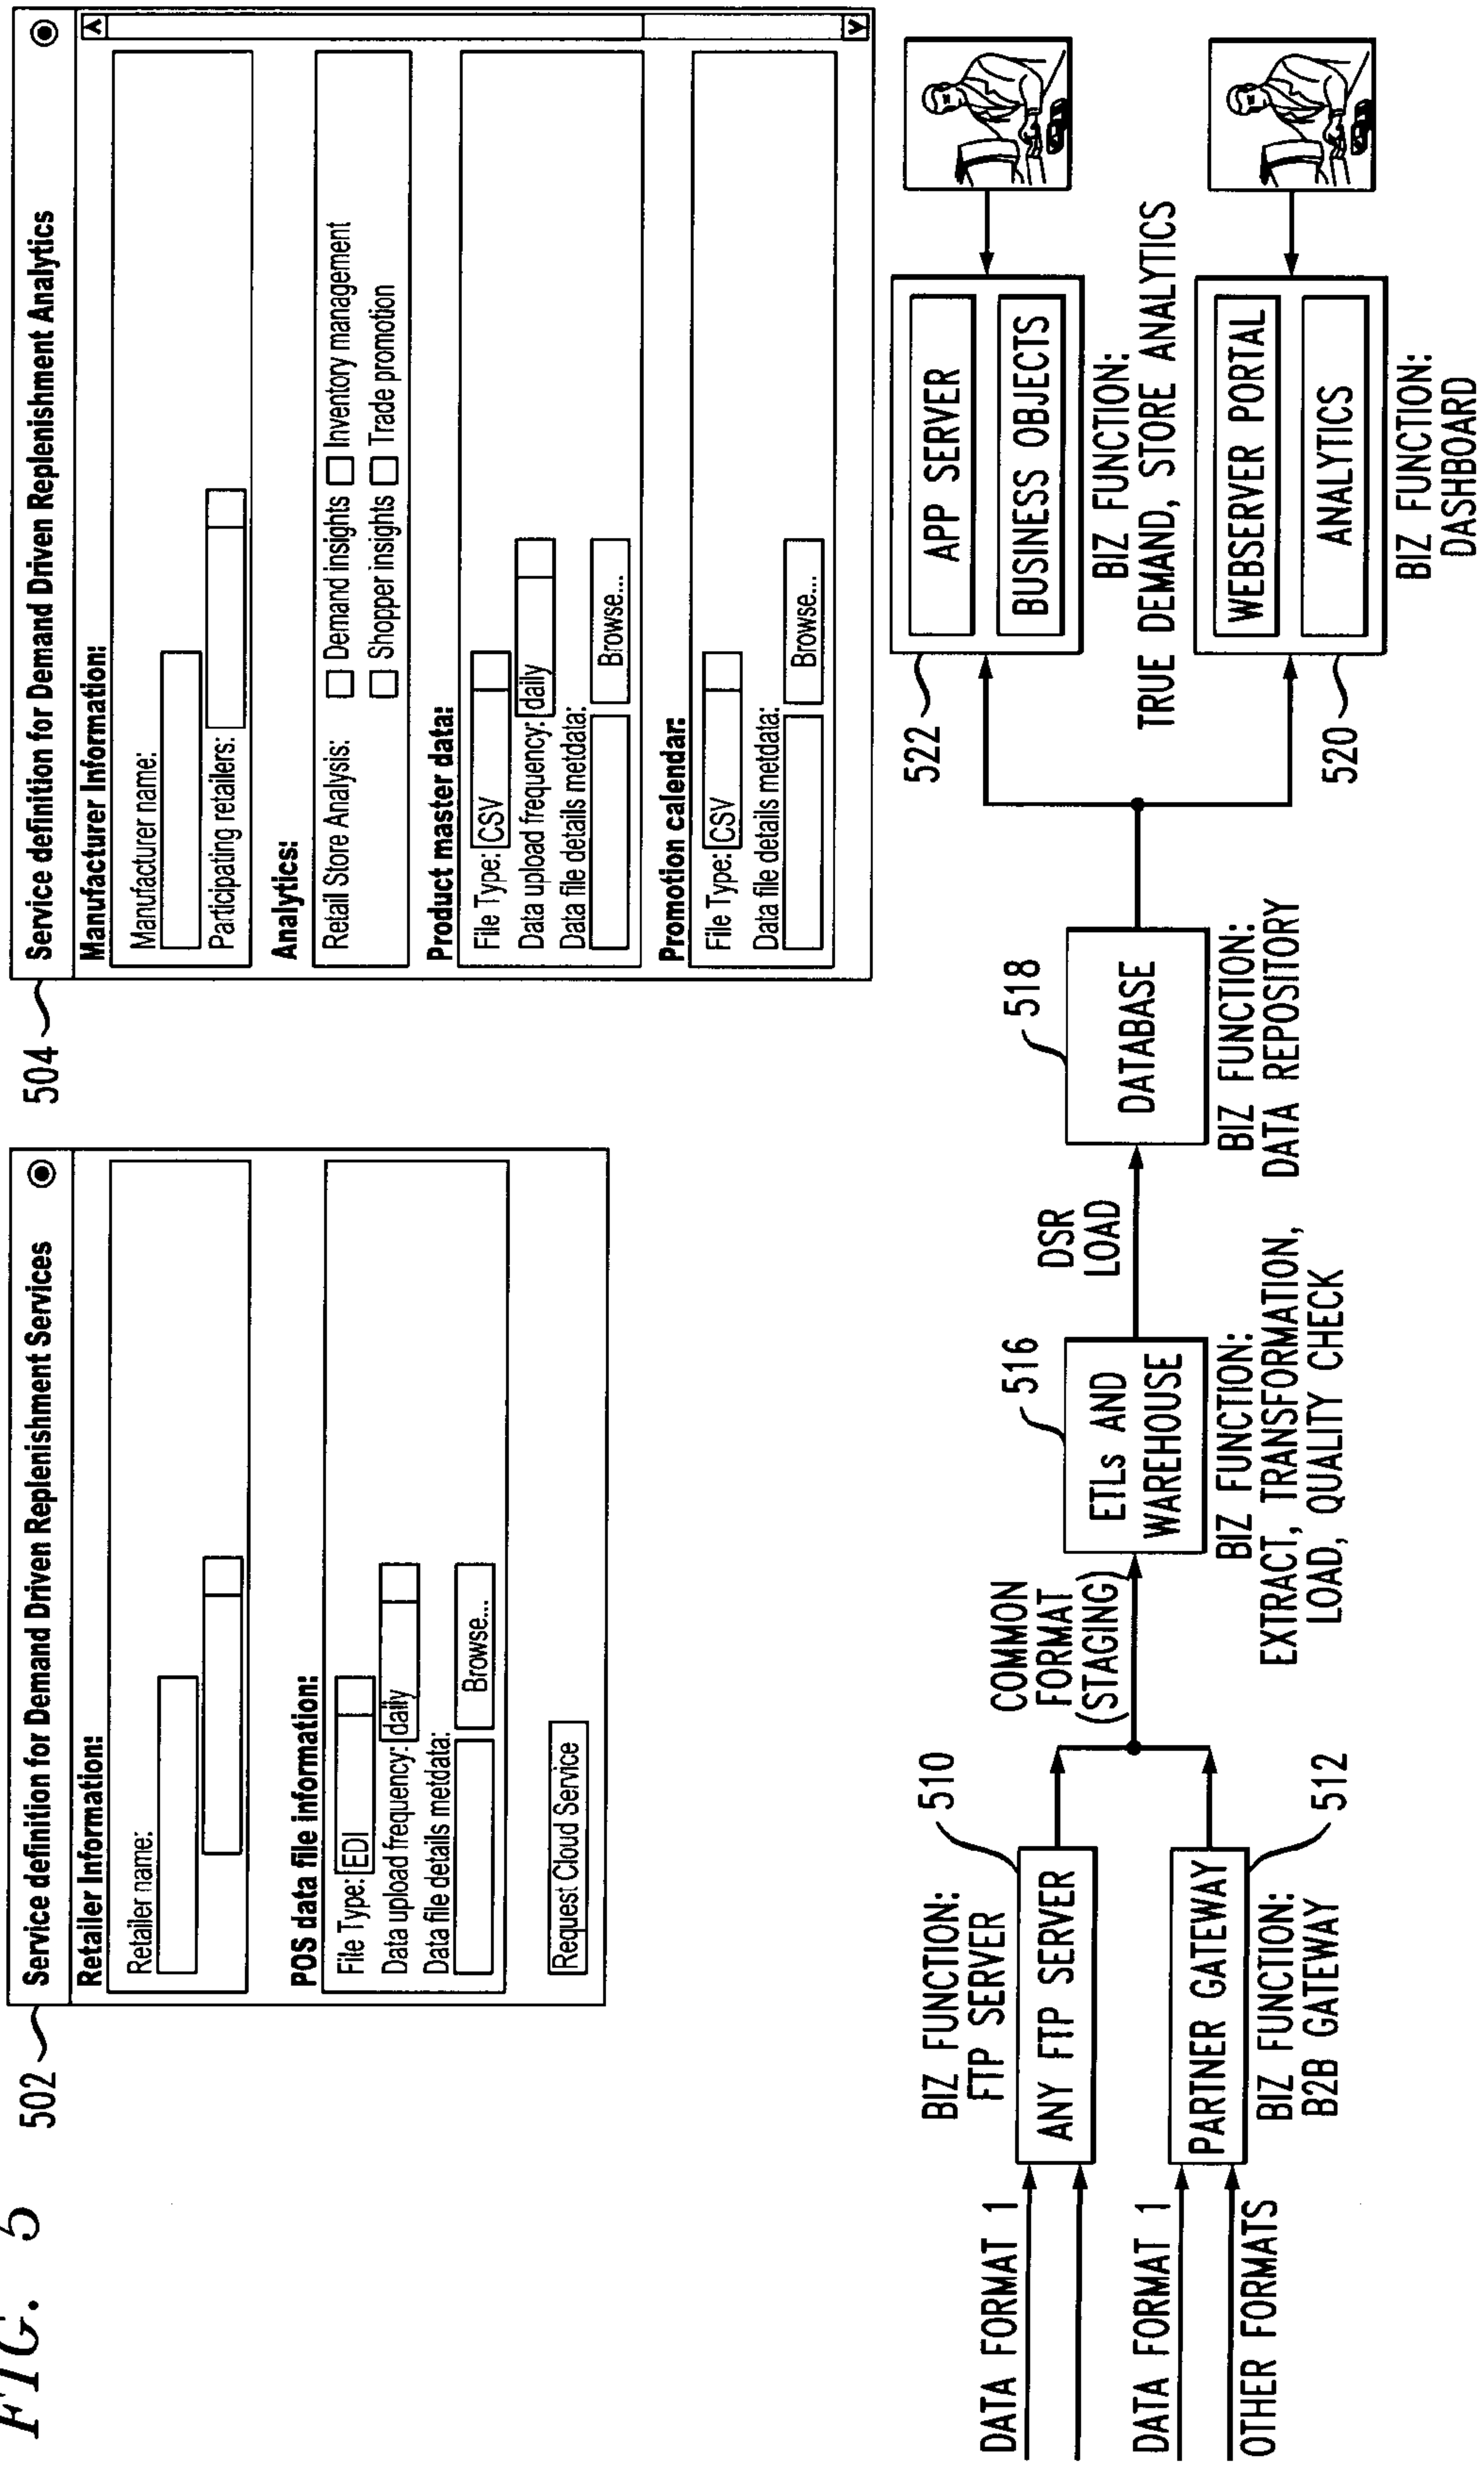 FIG. 5
502
Service definition for Demand Driven Replenishment Services
Retailer Information:
Retailer name:
POS data file information:
File Type: EDI
Data upload frequency: daily
Data file details metdata:
Browse...
Request Cloud Service
504
Service definition for Demand Driven Replenishment Analytics
Manufacturer Information:
Manufacturer name:
Participating retailers:
Analytics:
Retail Store Analysis: Demand insights Inventory management
Shopper insights Trade promotion
Product master data:
File Type: CSV
Data upload frequency: daily
Data file details metdata:
Browse...
Promotion calendar:
File Type: CSV
Data file details metdata:
Browse...
DATA FORMAT 1
DATA FORMAT 1
OTHER FORMATS
BIZ FUNCTION:
FTP SERVER
510
ANY FTP SERVER
PARTNER GATEWAY
512
BIZ FUNCTION:
B2B GATEWAY
COMMON
FORMAT
(STAGING)
516
ETLs AND
WAREHOUSE
BIZ FUNCTION:
EXTRACT, TRANSFORMATION,
LOAD, QUALITY CHECK
DSR
LOAD
518
DATABASE
BIZ FUNCTION:
DATA REPOSITORY
522
APP SERVER
BUSINESS OBJECTS
BIZ FUNCTION:
TRUE DEMAND, STORE ANALYTICS
WEBSERVER PORTAL
ANALYTICS
520
BIZ FUNCTION:
DASHBOARD